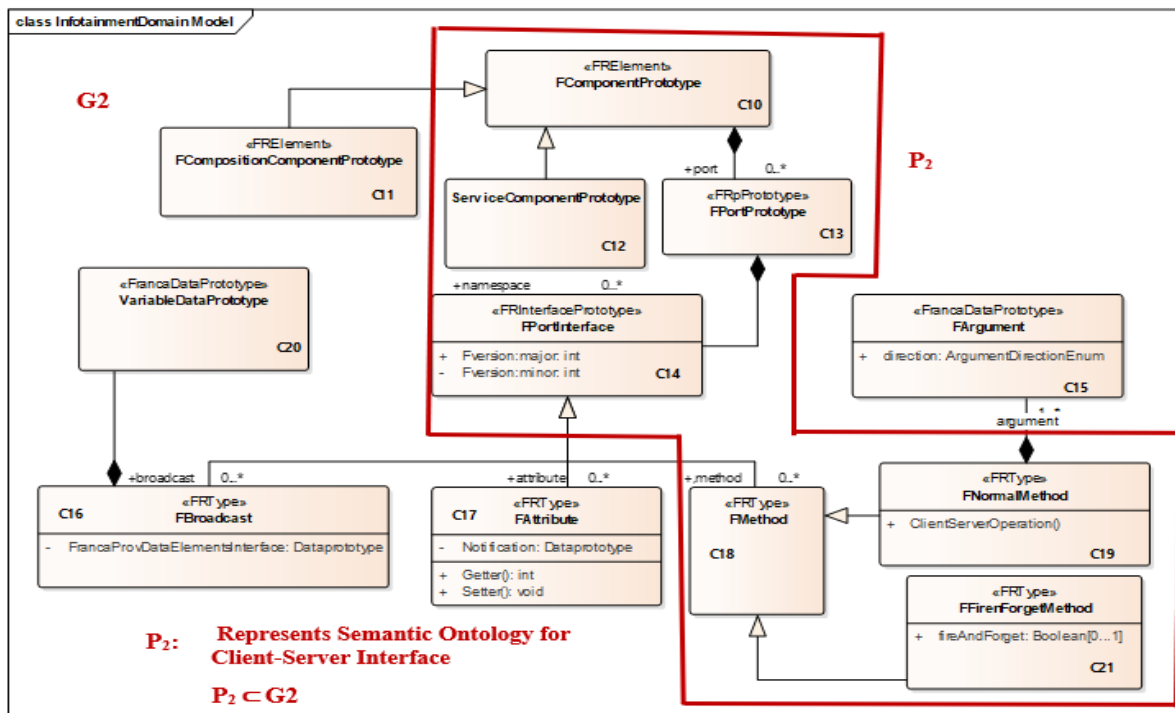 class InfotainmentDomain Model
G2
P₂
«FRElement»
FComponentPrototype
C10
«FRElement»
FCompositionComponentPrototype
C11
+port 0..*
ServiceComponentPrototype
C12
«FRpPrototype»
FPortPrototype
C13
«FrancaDataPrototype»
VariableDataPrototype
C20
+namespace 0..*
«FRInterfacePrototype»
FPortInterface
+ Fversion:major: int
- Fversion:minor: int
C14
«FrancaDataPrototype»
FArgument
+ direction: ArgumentDirectionEnum
C15
argument
+broadcast 0..*
+attribute 0..*
+.method 0..*
C16
«FRType»
FBroadcast
- FrancaProvDataElementsInterface: Dataprototype
C17
«FRType»
FAttribute
- Notification: Dataprototype
+ Getter(): int
+ Setter(): void
«FRType»
FMethod
C18
«FRType»
FNormalMethod
+ ClientServerOperation()
C19
«FRType»
FFirenForgetMethod
+ fireAndForget: Boolean[0...1]
C21
P₂: Represents Semantic Ontology for
Client-Server Interface
P₂ ⊂ G2